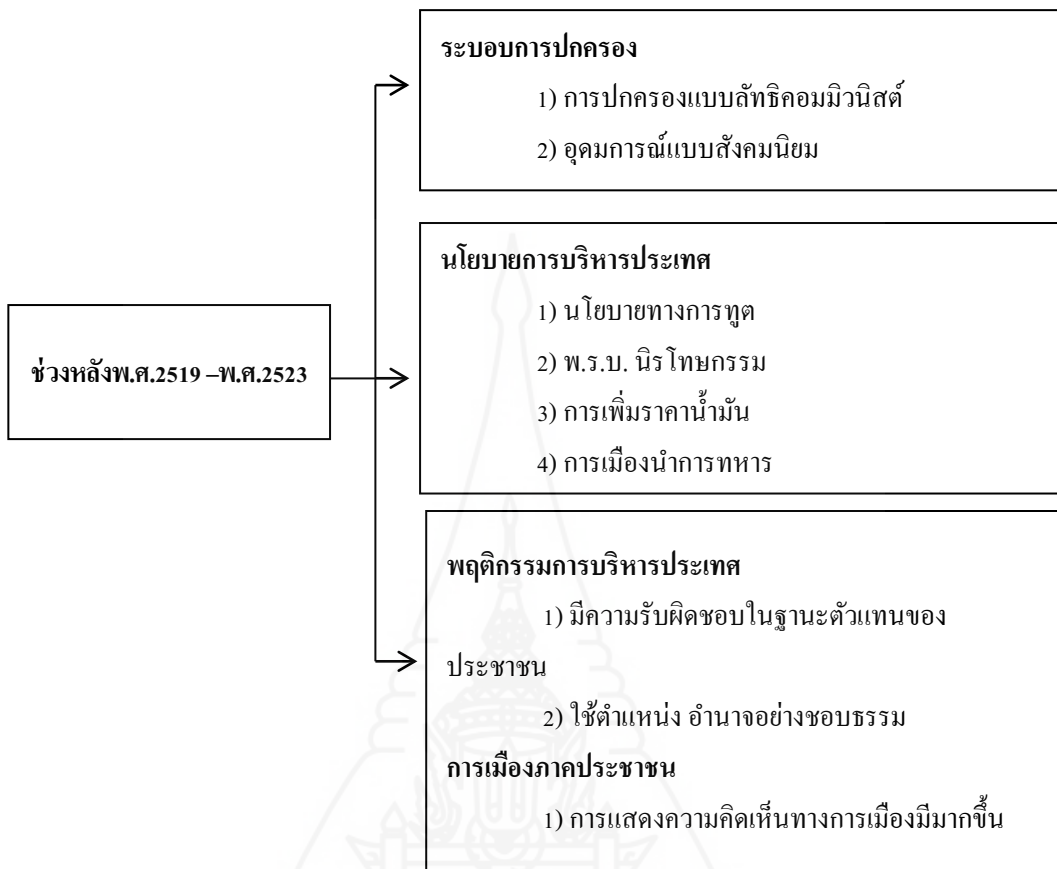 ระบอบการปกครอง
1) การปกครองแบบลัทธิคอมมิวนิสต์
2) อุดมการณ์แบบสังคมนิยม
นโยบายการบริหารประเทศ
1) นโยบายทางการทูต
2) พ.ร.บ. นิรโทษกรรม
3) การเพิ่มราคาน้ำมัน
4) การเมืองนำการทหาร
ช่วงหลังพ.ศ.2519 –พ.ศ.2523
พฤติกรรมการบริหารประเทศ
1) มีความรับผิดชอบในฐานะตัวแทนของ
ประชาชน
2) ใช้ตำแหน่ง อำนาจอย่างชอบธรรม
การเมืองภาคประชาชน
1) การแสดงความคิดเห็นทางการเมืองมีมากขึ้น